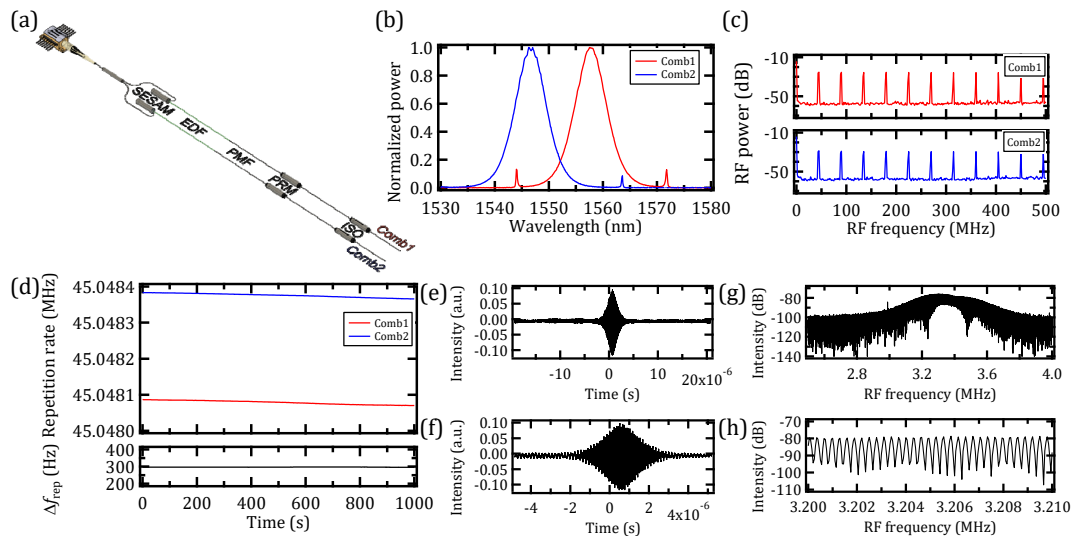 (a)
SESAM
EDF
PMF
PRM
ISO
Comb1
Comb2
(b)
Normalized power
1.0
0.8
0.6
0.4
0.2
0.0
Comb1
Comb2
1530 1540 1550 1560 1570 1580
Wavelength (nm)
(c)
RF power (dB)
-10
-50
Comb1
-10
-50
Comb2
0 100 200 300 400 500
RF frequency (MHz)
(d)
Δfrep (Hz) Repetition rate (MHz)
45.0484
45.0483
45.0482
45.0481
45.0480
Comb1
Comb2
400
300
200
0 200 400 600 800 1000
Time (s)
(e)
Intensity (a.u.)
0.10
0.05
0.00
-0.05
-0.10
-10 0 10 20x10-6
Time (s)
(f)
Intensity (a.u.)
0.10
0.05
0.00
-0.05
-0.10
-4 -2 0 2 4x10-6
Time (s)
(g)
Intensity (dB)
-80
-100
-120
-140
2.8 3.2 3.6 4.0
RF frequency (MHz)
(h)
Intensity (dB)
-70
-80
-90
-100
-110
3.200 3.202 3.204 3.206 3.208 3.210
RF frequency (MHz)